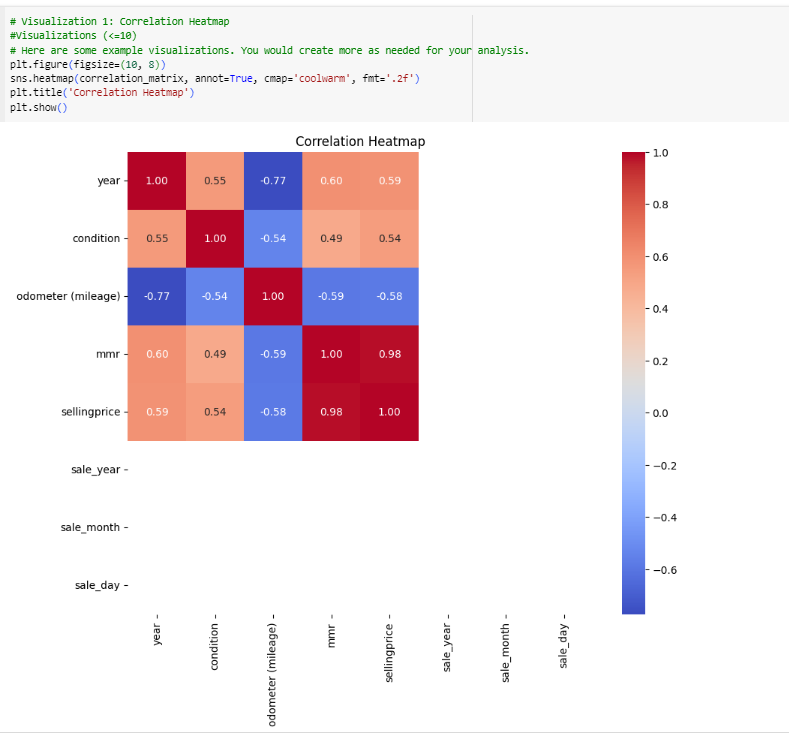 # Visualization 1: Correlation Heatmap
#Visualizations (<=10)
# Here are some example visualizations. You would create more as needed for your analysis.
plt.figure(figsize=(10, 8))
sns.heatmap(correlation_matrix, annot=True, cmap='coolwarm', fmt='.2f')
plt.title('Correlation Heatmap')
plt.show()
Correlation Heatmap
year 1.00 0.55 -0.77 0.60 0.59
condition 0.55 1.00 -0.54 0.49 0.54
odometer (mileage) -0.77 -0.54 1.00 -0.59 -0.58
mmr 0.60 0.49 -0.59 1.00 0.98
sellingprice 0.59 0.54 -0.58 0.98 1.00
sale_year
sale_month
sale_day
year
condition
odometer (mileage)
mmr
sellingprice
sale_year
sale_month
sale_day
1.0
0.8
0.6
0.4
0.2
0.0
−0.2
−0.4
−0.6